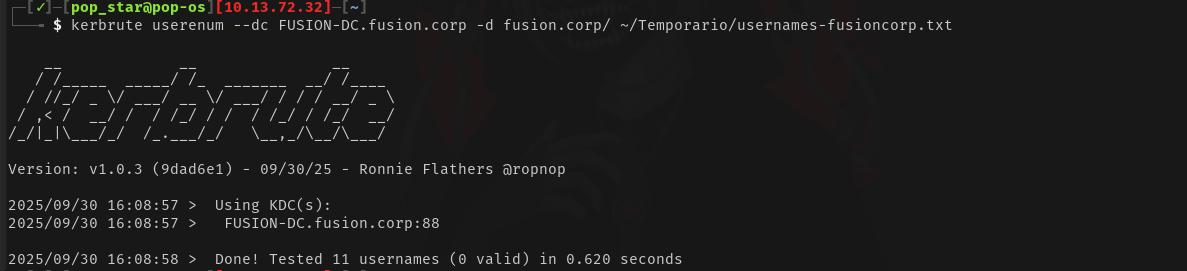 [✓]-[pop_star@pop-os][10.13.72.32]-[~]
$ kerbrute userenum --dc FUSION-DC.fusion.corp -d fusion.corp/ ~/Temporario/usernames-fusioncorp.txt
    __             __               __
   / /_____  _____/ /_  _______  __/ /____
  / //_/ _ \/ ___/ __ \/ ___/ / / / __/ _ \
 / ,< /  __/ /  / /_/ / /  / /_/ / /_/  __/
/_/|_|\___/_/  /_.___/_/   \__,_/\__/\___/
Version: v1.0.3 (9dad6e1) - 09/30/25 - Ronnie Flathers @ropnop
2025/09/30 16:08:57 >  Using KDC(s):
2025/09/30 16:08:57 >   FUSION-DC.fusion.corp:88
2025/09/30 16:08:58 >  Done! Tested 11 usernames (0 valid) in 0.620 seconds